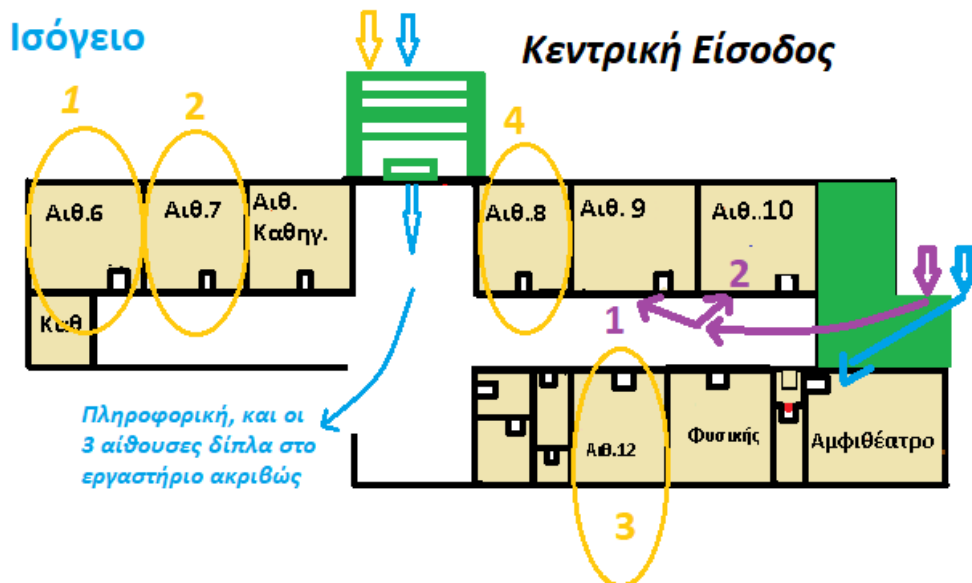 Ισόγειο
Κεντρική Είσοδος
1
2
4
Αιθ.6
Αιθ.7
Αιθ.
Καθηγ.
Αιθ..8
Αιθ. 9
Αιθ..10
Καθ
1
2
Πληροφορική, και οι
3 αίθουσες δίπλα στο
εργαστήριο ακριβώς
Αιθ.12
Φυσικής
Αμφιθέατρο
3